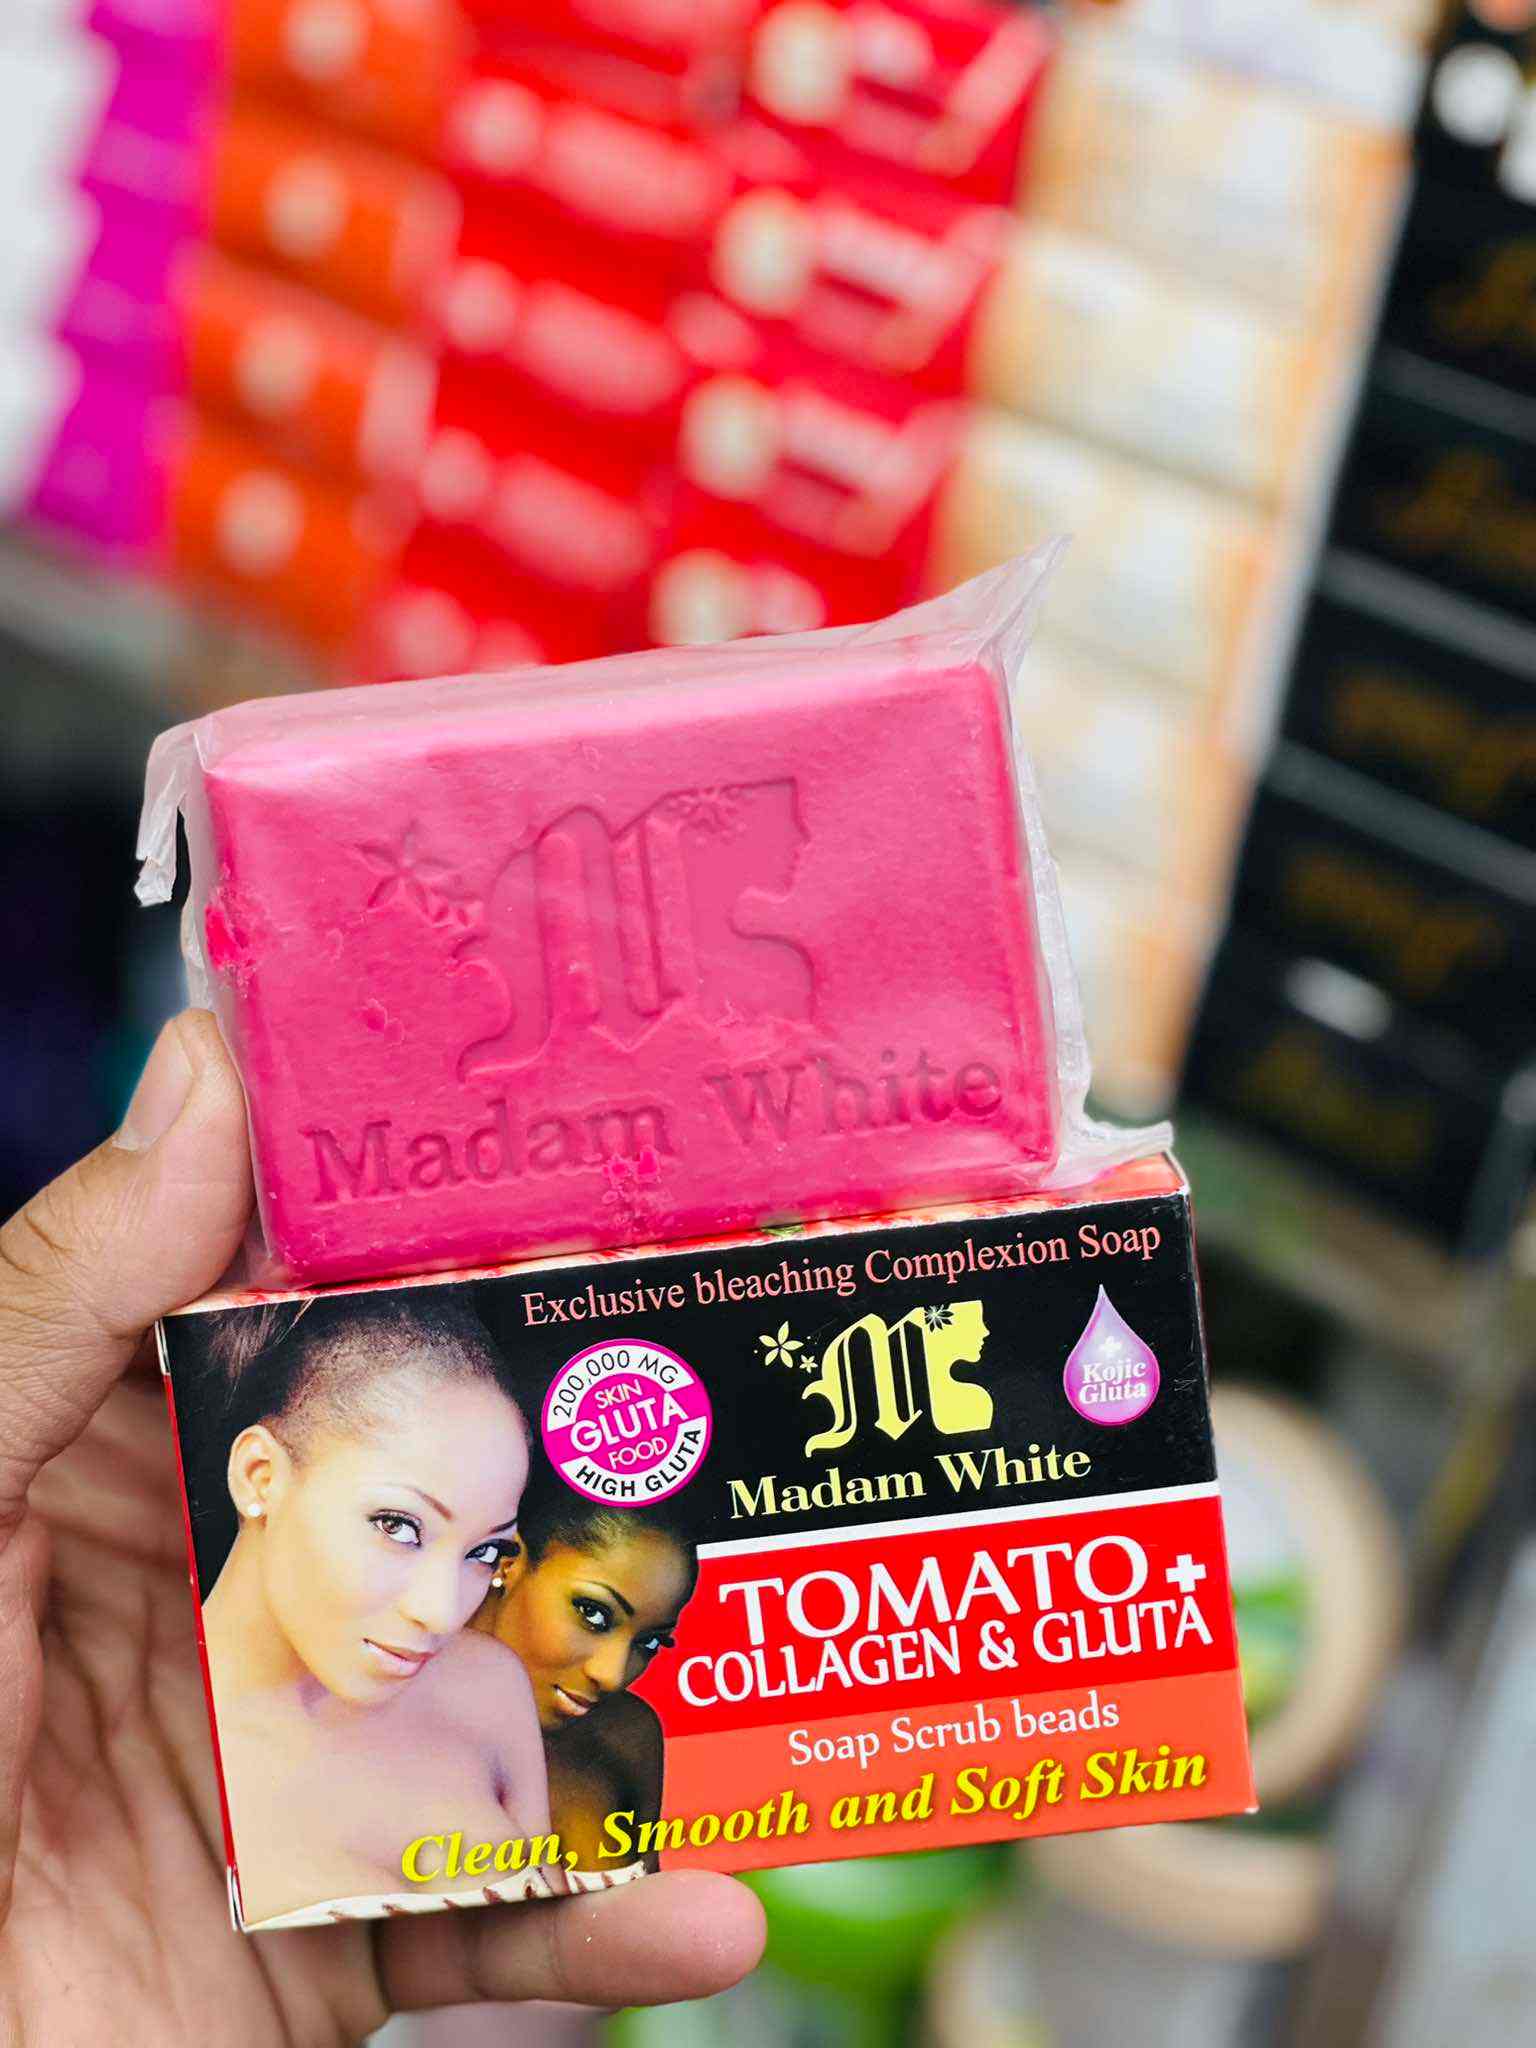 Madam White
Exclusive bleaching Complexion Soap
200,000 MG
SKIN
GLUTA
FOOD
HIGH GLUTA
Madam White
Kojic
Gluta
TOMATO +
COLLAGEN & GLUTA
Soap Scrub beads
Clean, Smooth and Soft Skin